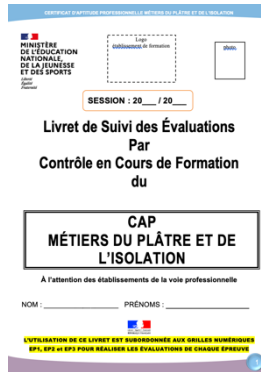 CERTIFICAT D'APTITUDE PROFESSIONNELLE MÉTIERS DU PLÂTRE ET DE L'ISOLATION
MINISTÈRE
DE L'ÉDUCATION
NATIONALE,
DE LA JEUNESSE
ET DES SPORTS
Liberté
Égalité
Fraternité
Logo
établissement de formation
photo
SESSION : 20___ / 20___
Livret de Suivi des Évaluations
Par
Contrôle en Cours de Formation
du
CAP
MÉTIERS DU PLÂTRE ET DE
L'ISOLATION
À l'attention des établissements de la voie professionnelle
NOM : __________________ PRÉNOMS : __________________
L'UTILISATION DE CE LIVRET EST SUBORDONNÉE AUX GRILLES NUMÉRIQUES
EP1, EP2 et EP3 POUR RÉALISER LES ÉVALUATIONS DE CHAQUE ÉPREUVE
1